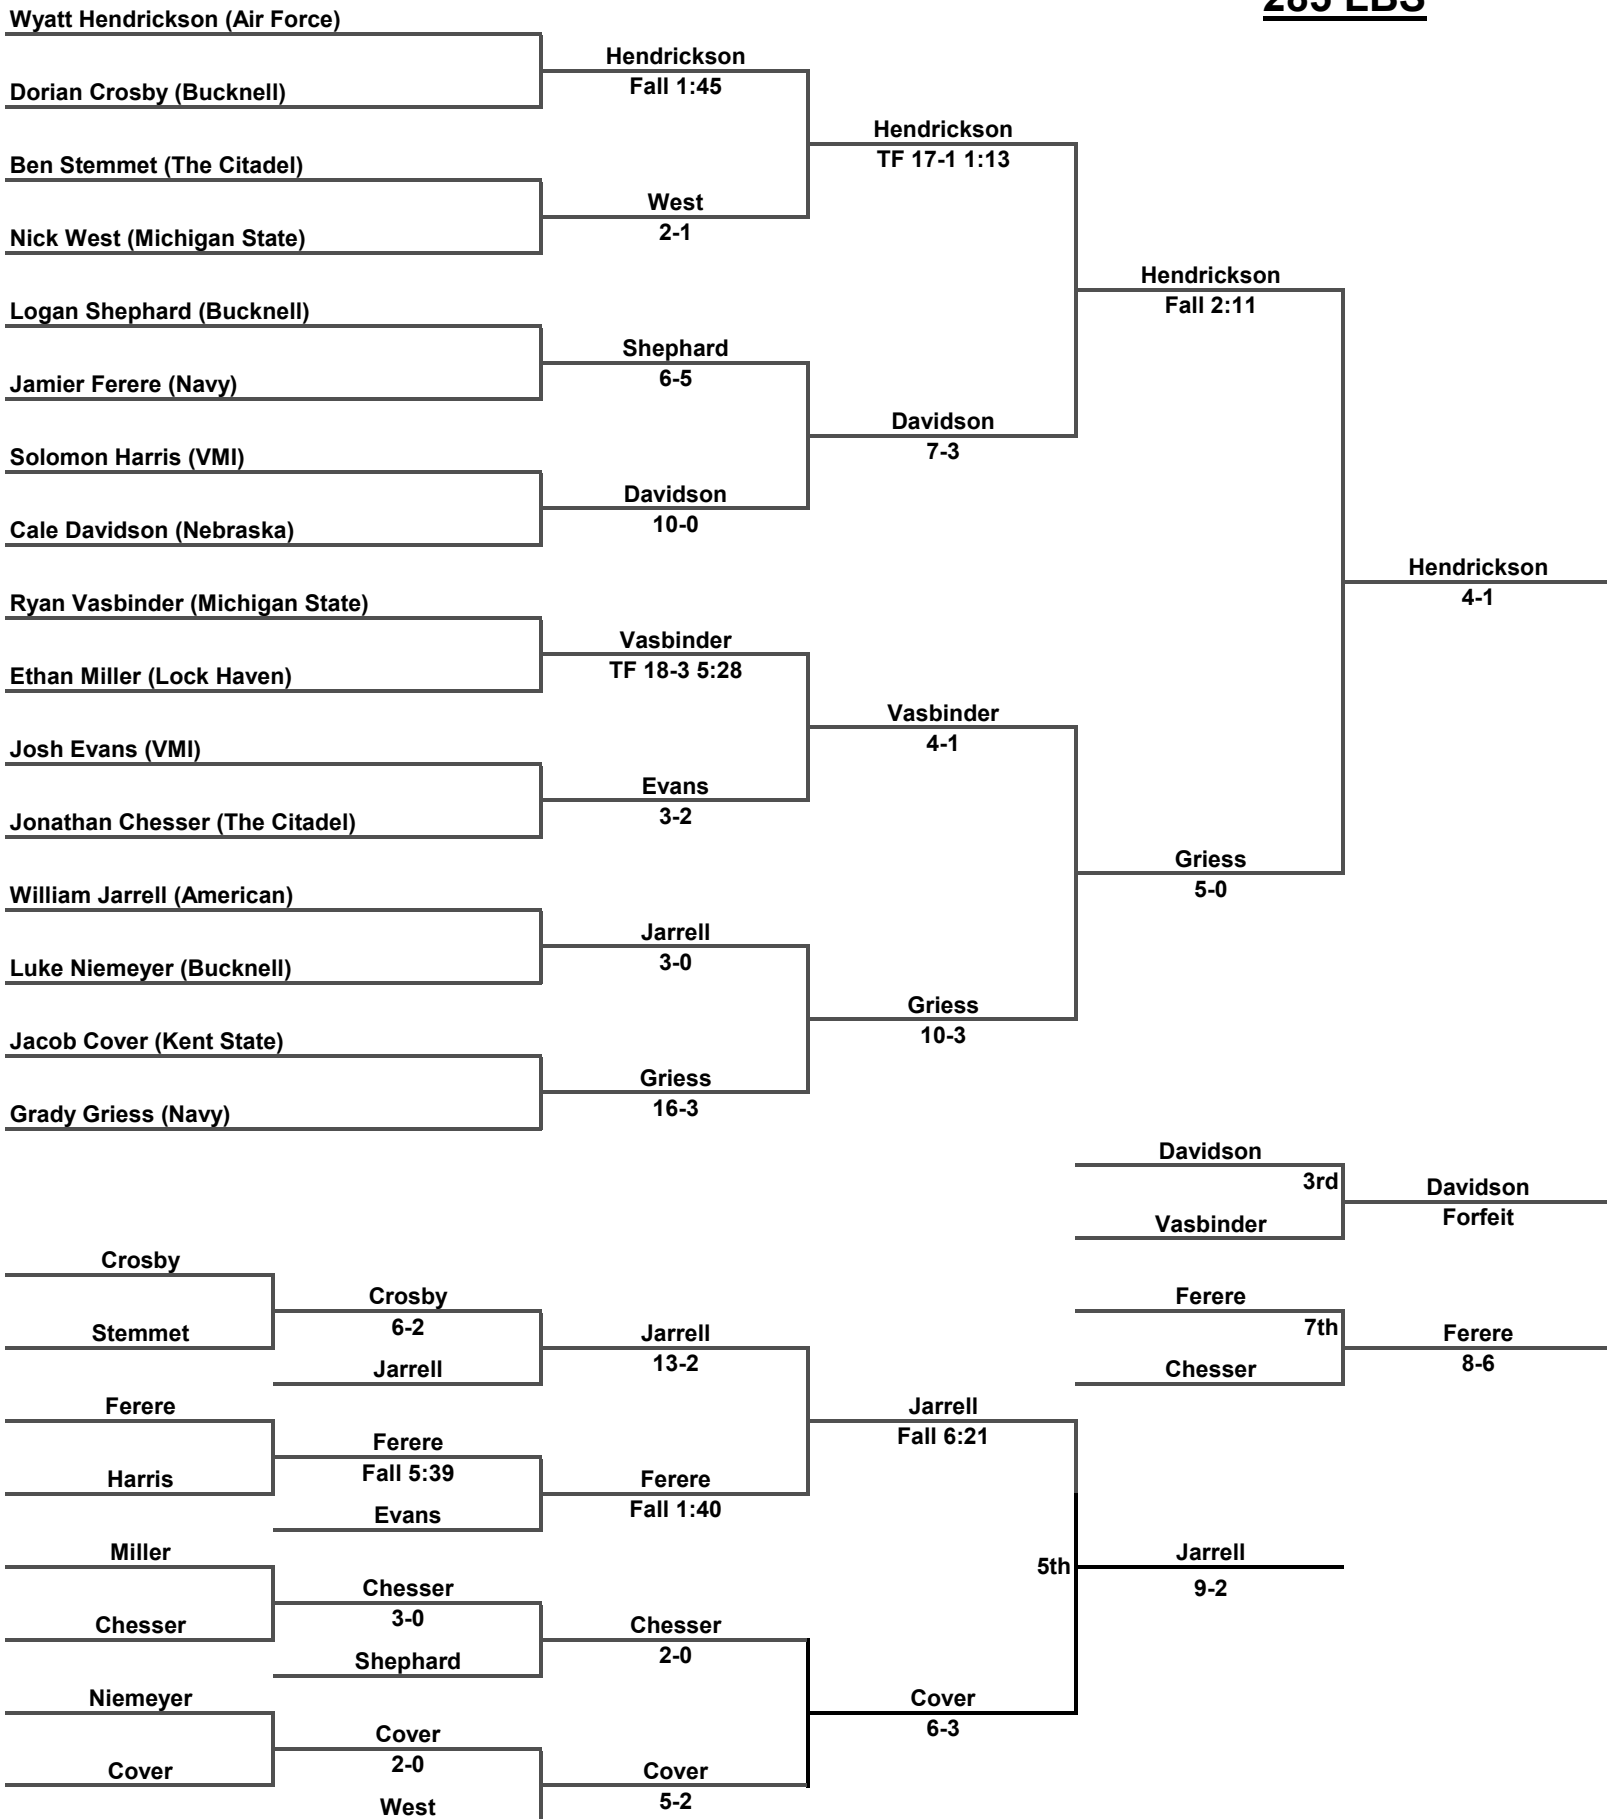 285 LBS
Wyatt Hendrickson (Air Force)
Hendrickson
Fall 1:45
Dorian Crosby (Bucknell)
Hendrickson
TF 17-1 1:13
Ben Stemmet (The Citadel)
West
2-1
Nick West (Michigan State)
Hendrickson
Fall 2:11
Logan Shephard (Bucknell)
Shephard
6-5
Jamier Ferere (Navy)
Davidson
7-3
Solomon Harris (VMI)
Davidson
10-0
Cale Davidson (Nebraska)
Hendrickson
4-1
Ryan Vasbinder (Michigan State)
Vasbinder
TF 18-3 5:28
Ethan Miller (Lock Haven)
Vasbinder
4-1
Josh Evans (VMI)
Evans
3-2
Jonathan Chesser (The Citadel)
Griess
5-0
William Jarrell (American)
Jarrell
3-0
Luke Niemeyer (Bucknell)
Griess
10-3
Jacob Cover (Kent State)
Griess
16-3
Grady Griess (Navy)
Davidson
3rd
Davidson
Forfeit
Vasbinder
Crosby
Crosby
6-2
Ferere
7th
Stemmet
Jarrell
13-2
Ferere
8-6
Jarrell
Chesser
Ferere
Jarrell
Fall 6:21
Ferere
Fall 5:39
Harris
Ferere
Fall 1:40
Evans
Miller
5th
Jarrell
9-2
Chesser
3-0
Chesser
Chesser
2-0
Shephard
Niemeyer
Cover
6-3
Cover
2-0
Cover
Cover
5-2
West